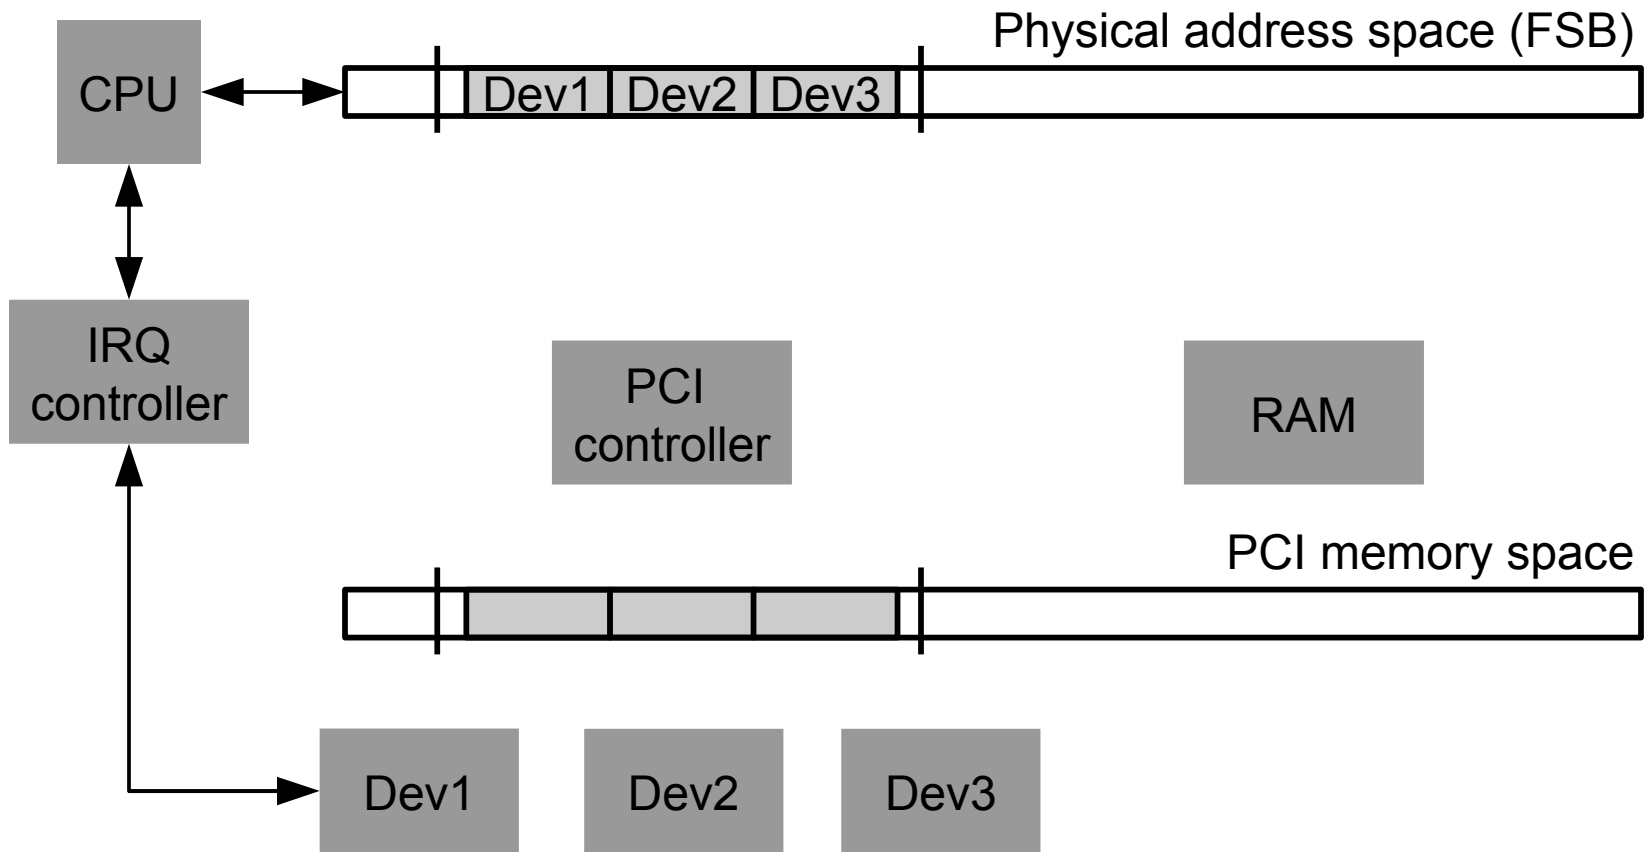 Physical address space (FSB)
CPU
Dev1 Dev2 Dev3
IRQ
controller
PCI
controller
RAM
PCI memory space
Dev1
Dev2
Dev3